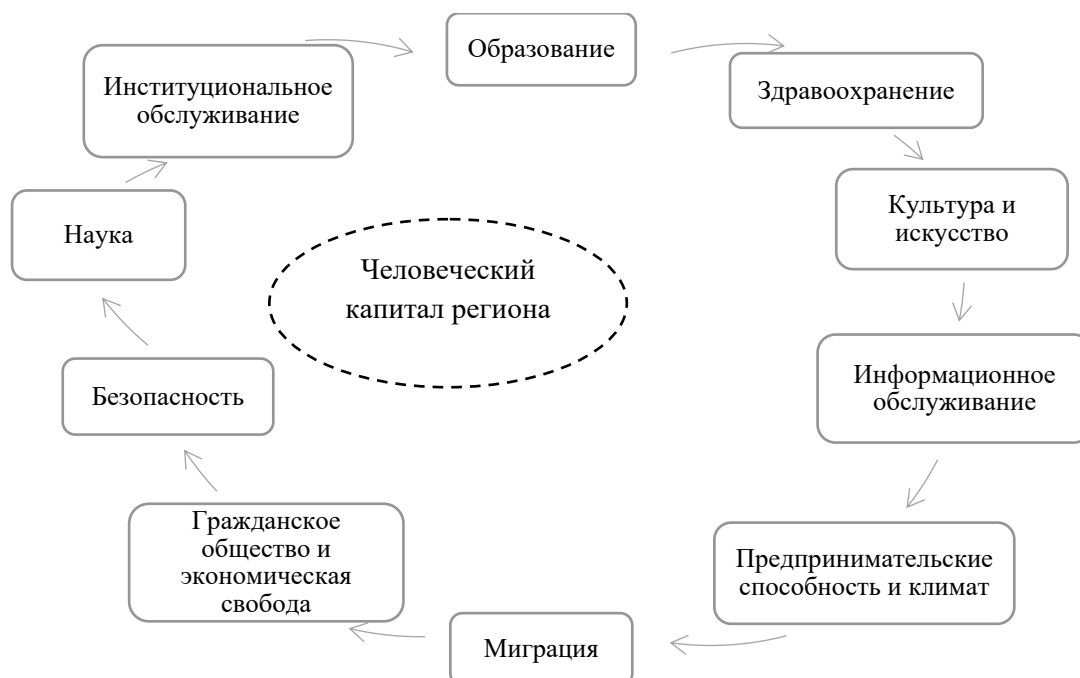 Образование
Здравоохранение
Культура и
искусство
Информационное
обслуживание
Предпринимательские
способность и климат
Миграция
Гражданское
общество и
экономическая
свобода
Безопасность
Наука
Институциональное
обслуживание
Человеческий
капитал региона